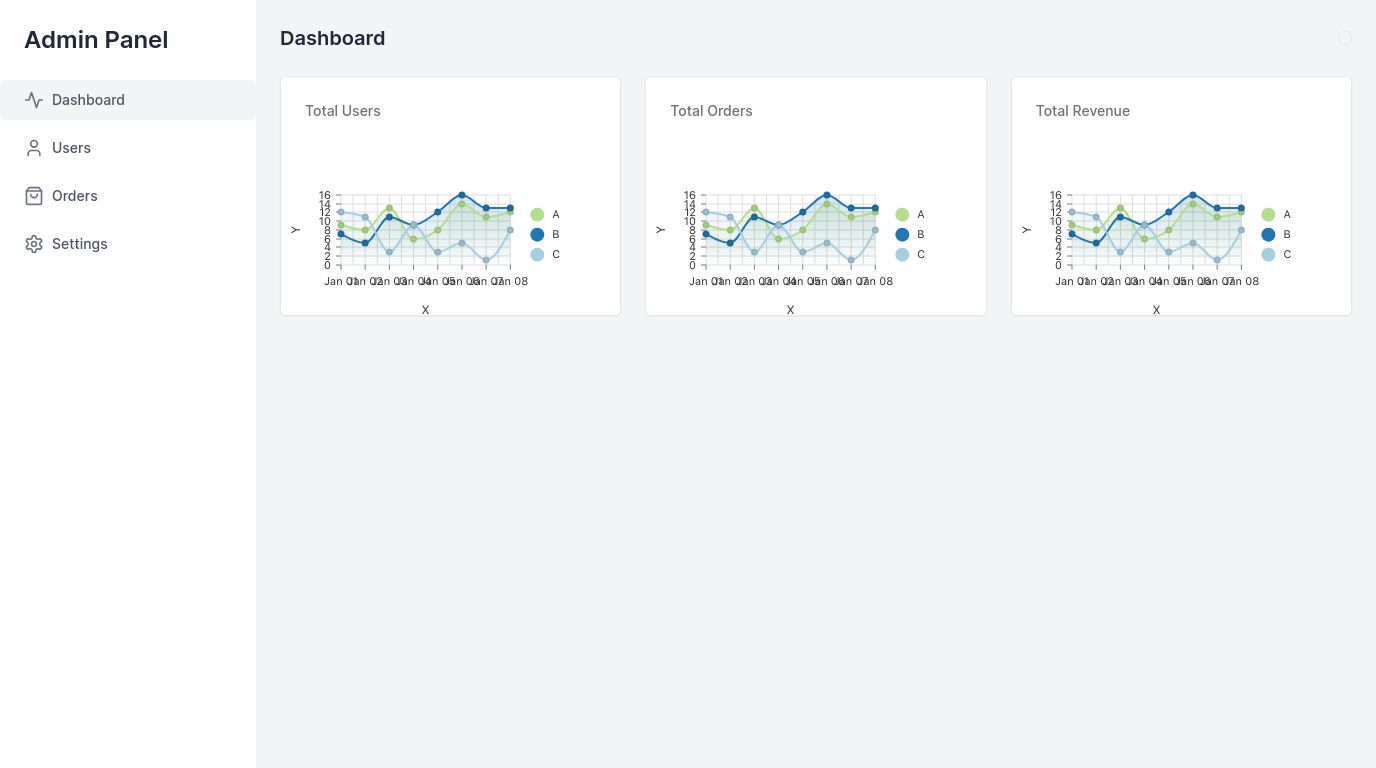 Admin Panel
Dashboard
Users
Orders
Settings
Dashboard
Total Users
16
14
12
10
8
6
4
2
0
Y
Jan 01 Jan 02 Jan 03 Jan 04 Jan 05 Jan 06 Jan 07 Jan 08
X
A
B
C
Total Orders
16
14
12
10
8
6
4
2
0
Y
Jan 01 Jan 02 Jan 03 Jan 04 Jan 05 Jan 06 Jan 07 Jan 08
X
A
B
C
Total Revenue
16
14
12
10
8
6
4
2
0
Y
Jan 01 Jan 02 Jan 03 Jan 04 Jan 05 Jan 06 Jan 07 Jan 08
X
A
B
C